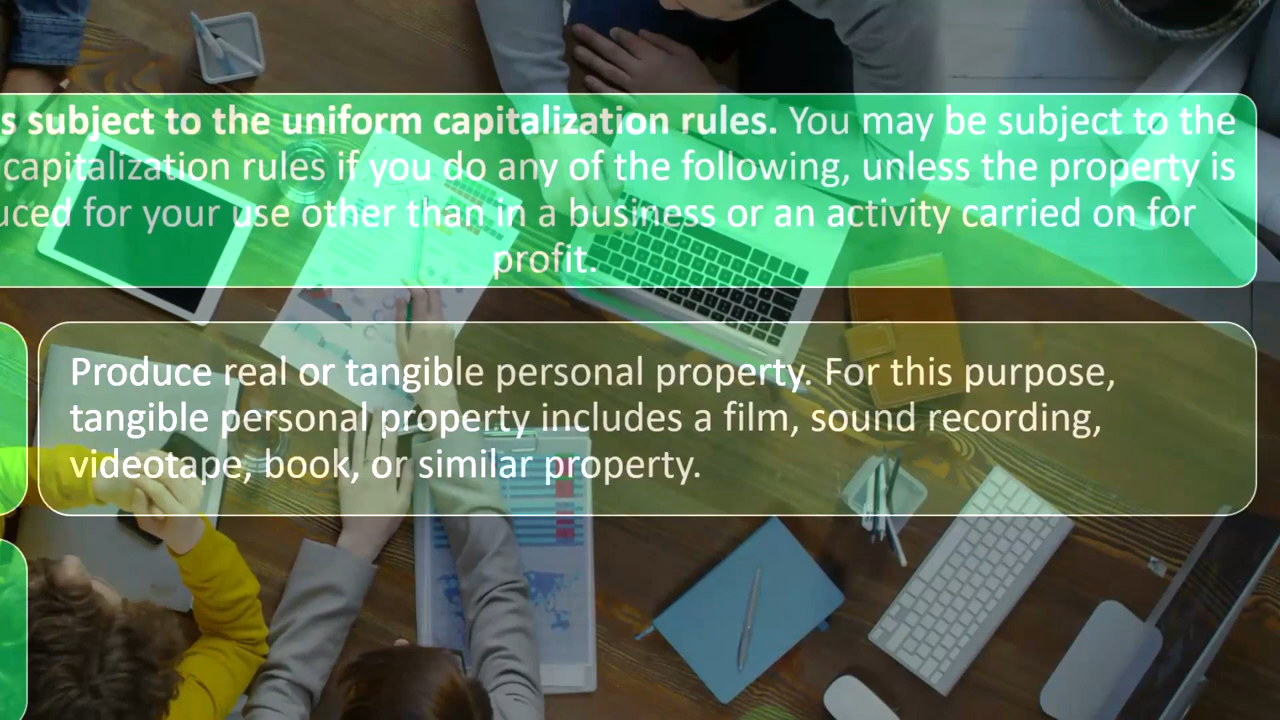 s subject to the uniform capitalization rules. You may be subject to the
capitalization rules if you do any of the following, unless the property is
uced for your use other than in a business or an activity carried on for
profit.
Produce real or tangible personal property. For this purpose,
tangible personal property includes a film, sound recording,
videotape, book, or similar property.